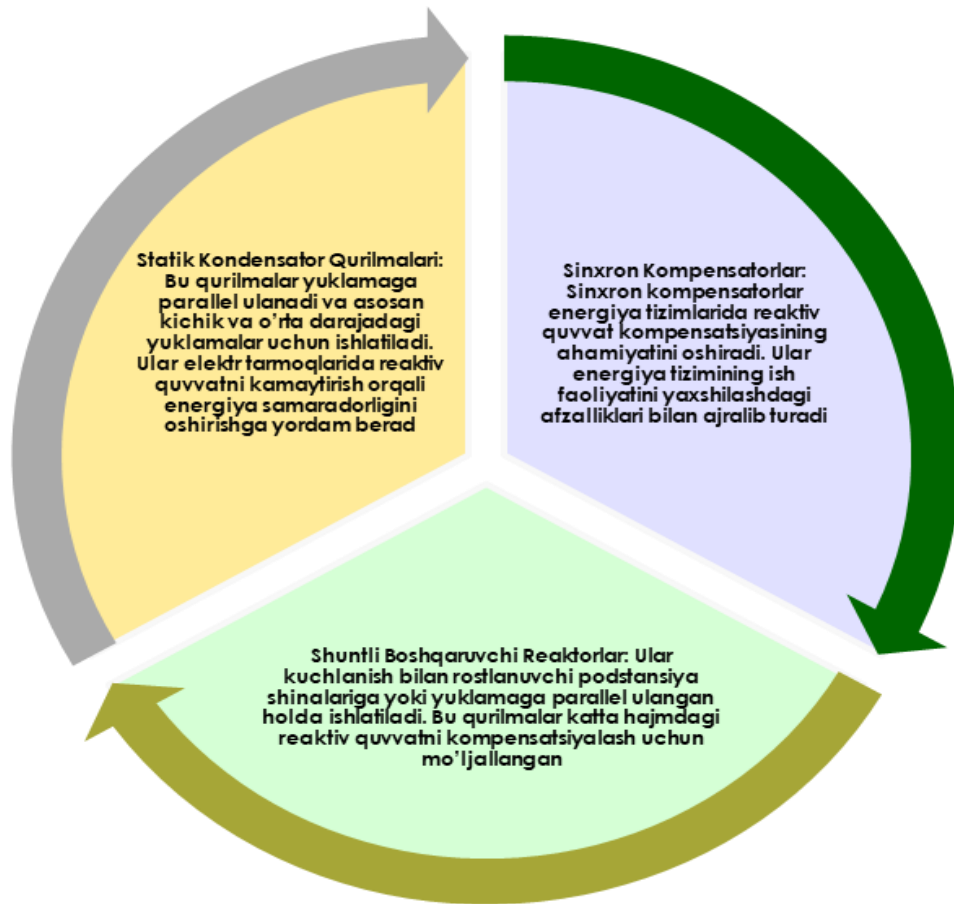 Statik Kondensator Qurilmalari:
Bu qurilmalar yuklamaga
parallel ulanadi va asosan
kichik va o'rta darajadagi
yuklamalar uchun ishlatiladi.
Ular elektr tarmoqlarida reaktiv
quvvatni kamaytirish orqali
energiya samaradorligini
oshirishga yordam berad
Sinxron Kompensatorlar:
Sinxron kompensatorlar
energiya tizimlarida reaktiv
quvvat kompensatsiyasining
ahamiyatini oshiradi. Ular
energiya tizimining ish
faoliyatini yaxshilashdagi
afzalliklari bilan ajralib turadi
Shuntli Boshqaruvchi Reaktorlar: Ular
kuchlanish bilan rostlanuvchi podstansiya
shinalariga yoki yuklamaga parallel ulangan
holda ishlatiladi. Bu qurilmalar katta hajmdagi
reaktiv quvvatni kompensatsiyalash uchun
mo'ljallangan